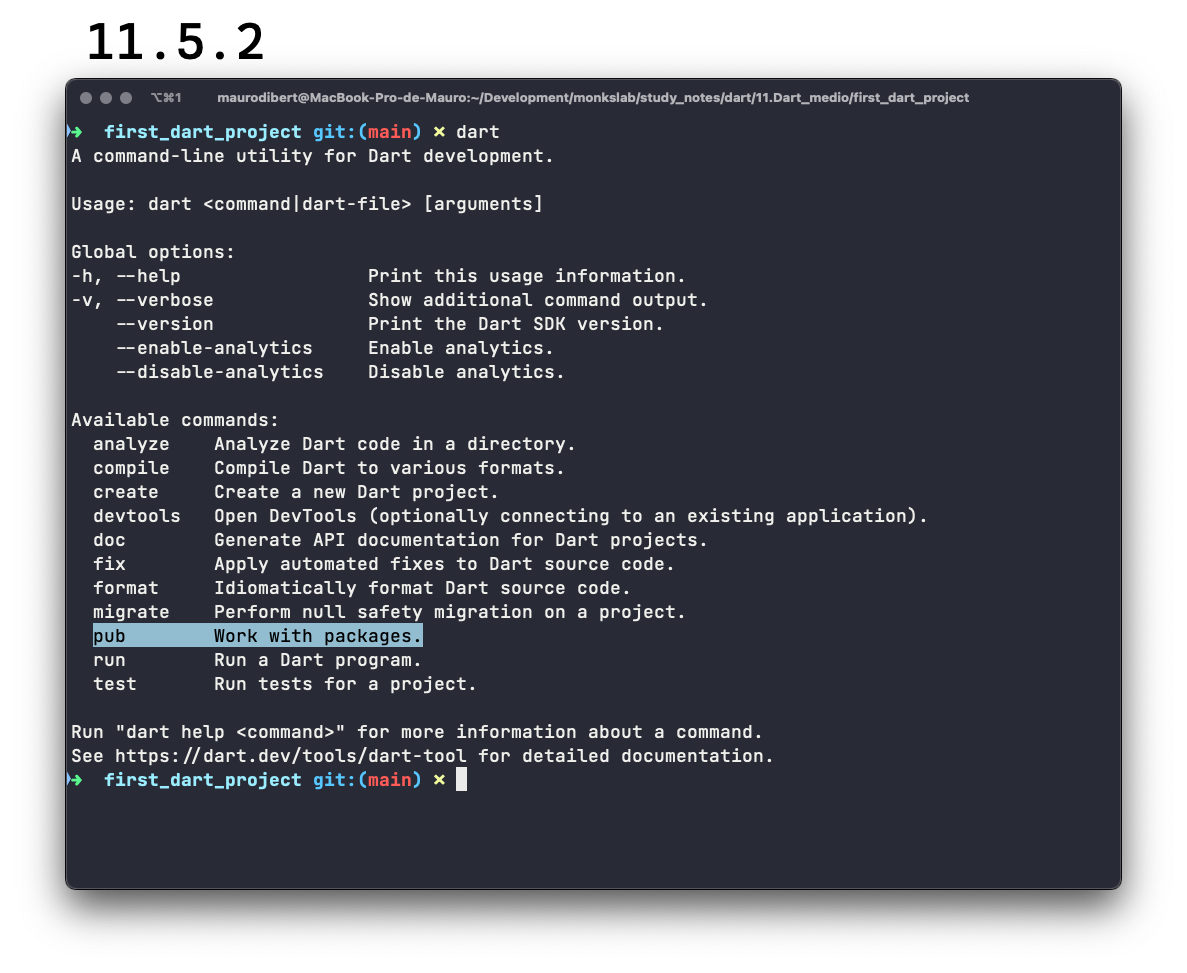 11.5.2
⌥⌘1 maurodibert@MacBook-Pro-de-Mauro:~/Development/monkslab/study_notes/dart/11.Dart_medio/first_dart_project
➜ first_dart_project git:(main) × dart
A command-line utility for Dart development.
Usage: dart <command|dart-file> [arguments]
Global options:
-h, --help Print this usage information.
-v, --verbose Show additional command output.
--version Print the Dart SDK version.
--enable-analytics Enable analytics.
--disable-analytics Disable analytics.
Available commands:
analyze Analyze Dart code in a directory.
compile Compile Dart to various formats.
create Create a new Dart project.
devtools Open DevTools (optionally connecting to an existing application).
doc Generate API documentation for Dart projects.
fix Apply automated fixes to Dart source code.
format Idiomatically format Dart source code.
migrate Perform null safety migration on a project.
pub Work with packages.
run Run a Dart program.
test Run tests for a project.
Run "dart help <command>" for more information about a command.
See https://dart.dev/tools/dart-tool for detailed documentation.
➜ first_dart_project git:(main) ×